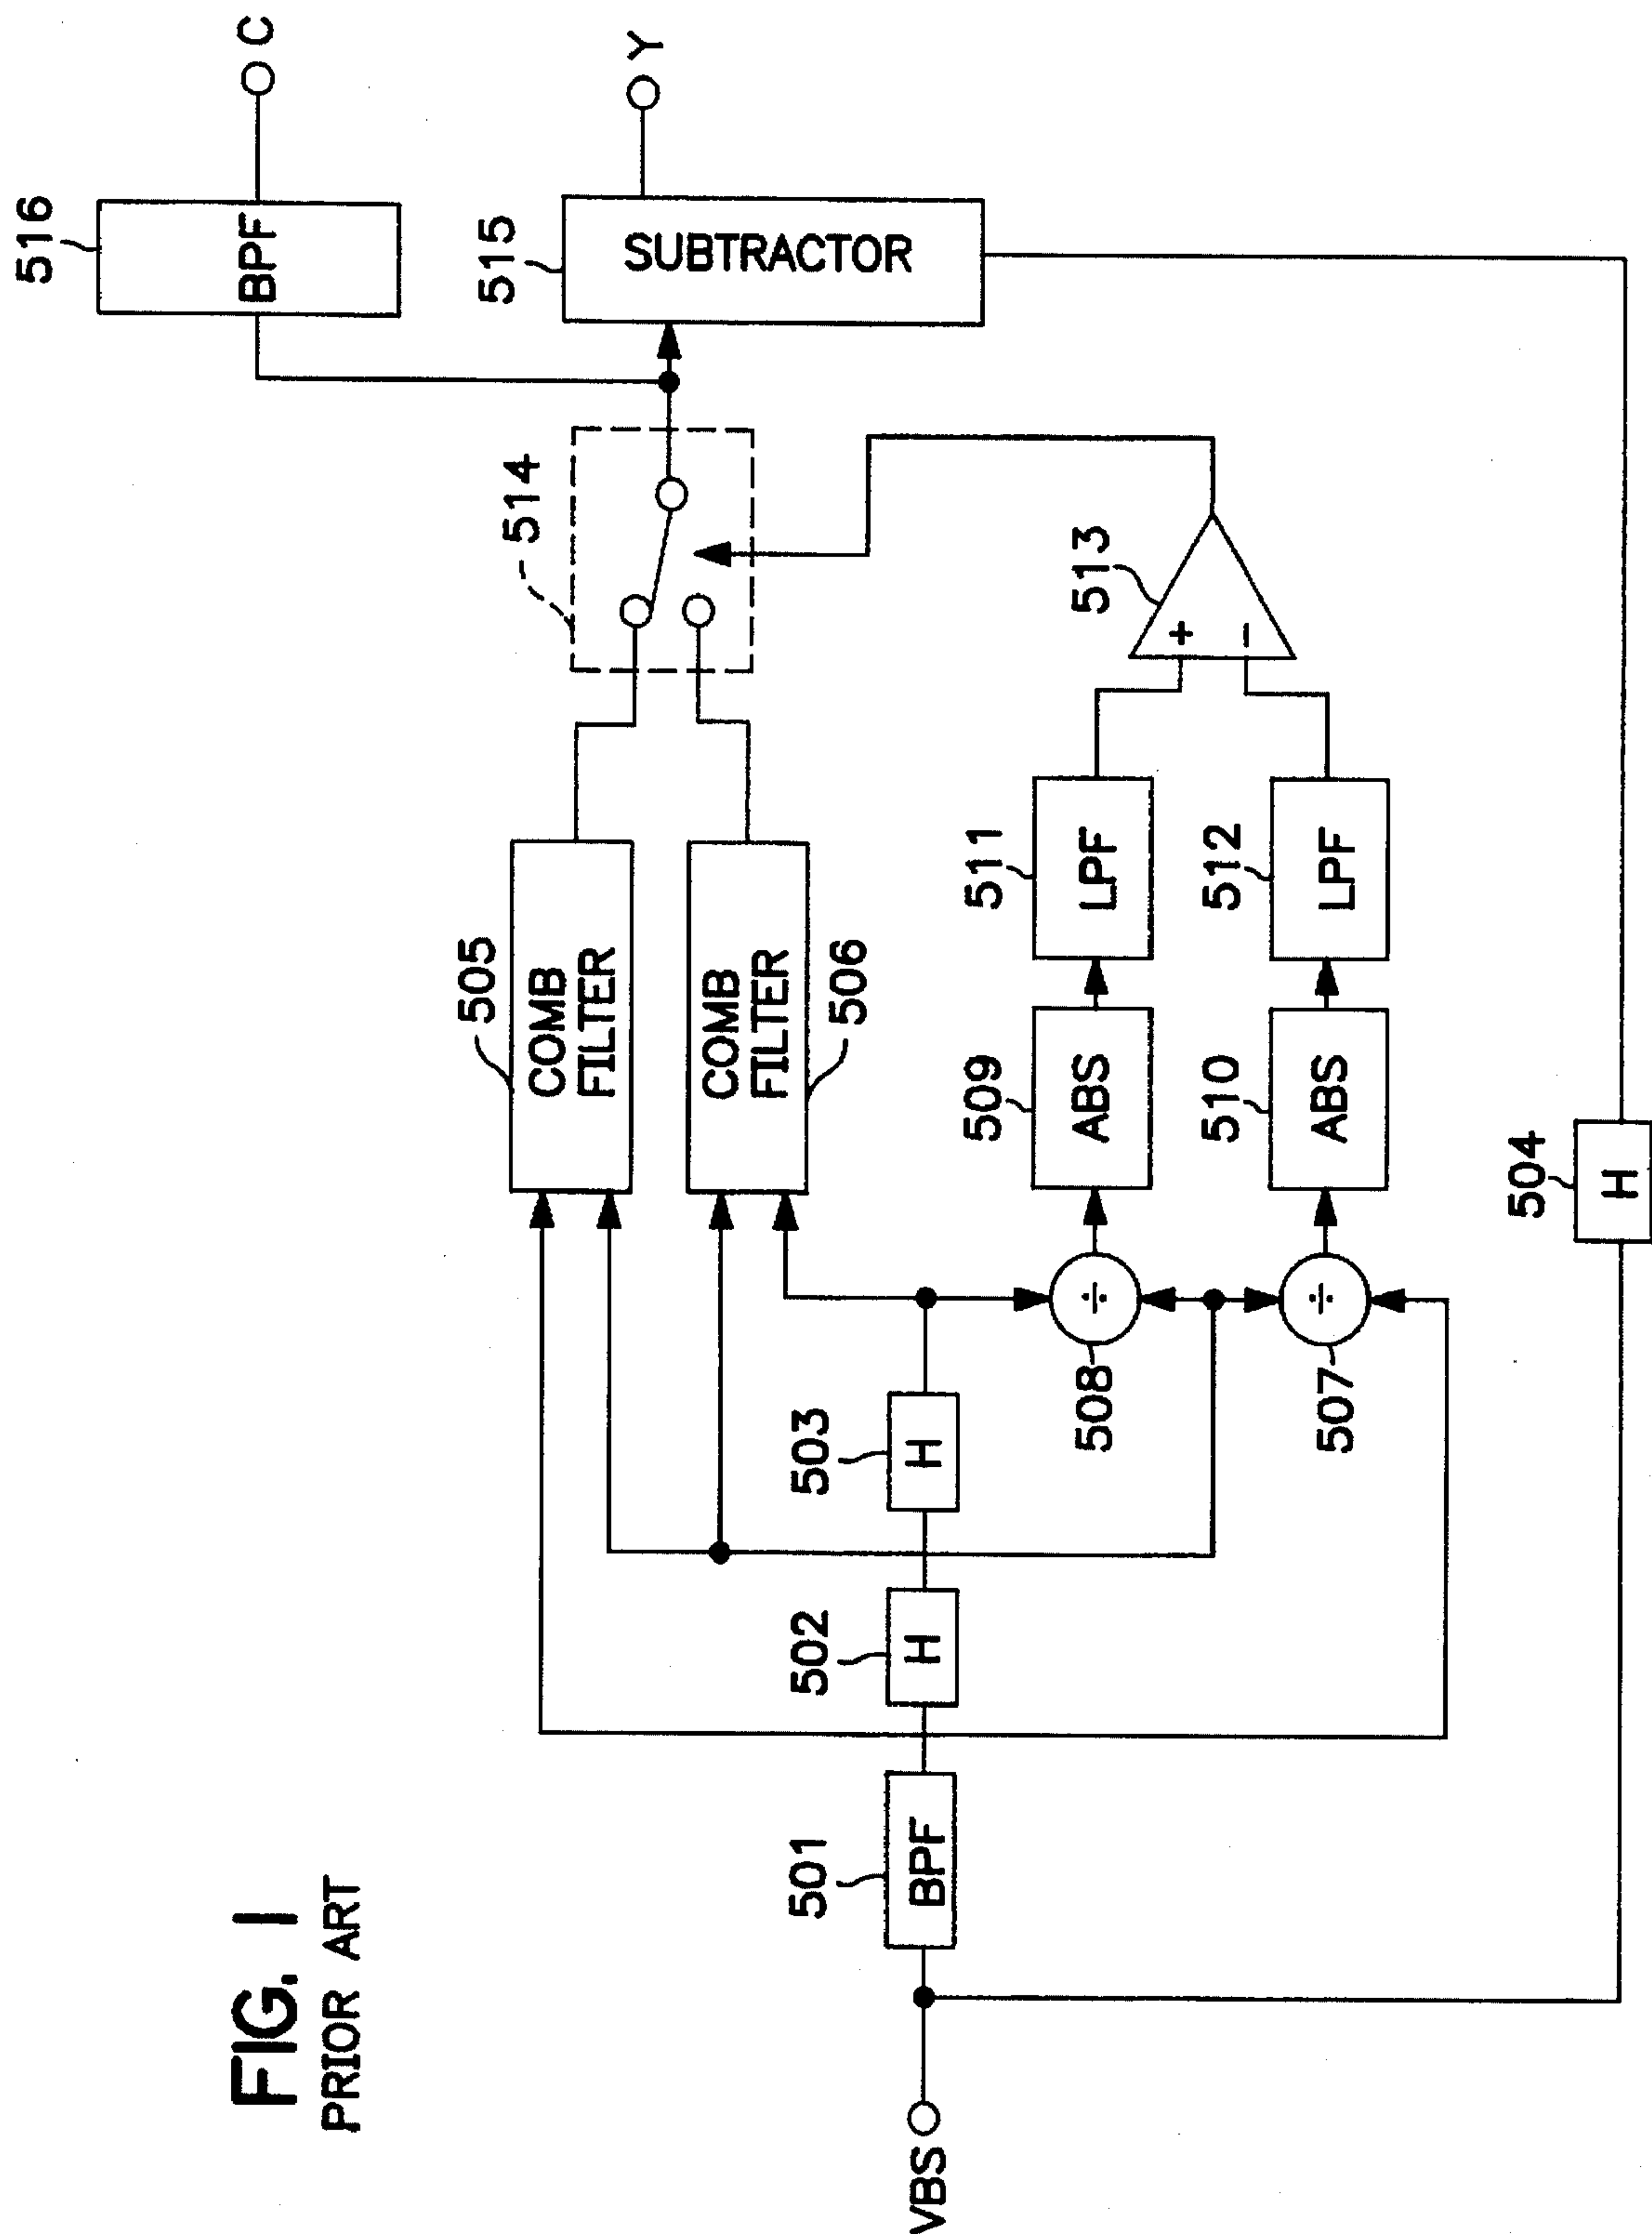 FIG. 1
PRIOR ART
VBS
501
BPF
502
H
503
H
504
H
505
COMB
FILTER
COMB
FILTER
506
508
÷
507
÷
509
ABS
510
ABS
511
LPF
512
LPF
513
+
−
514
515
SUBTRACTOR
Y
516
BPF
C